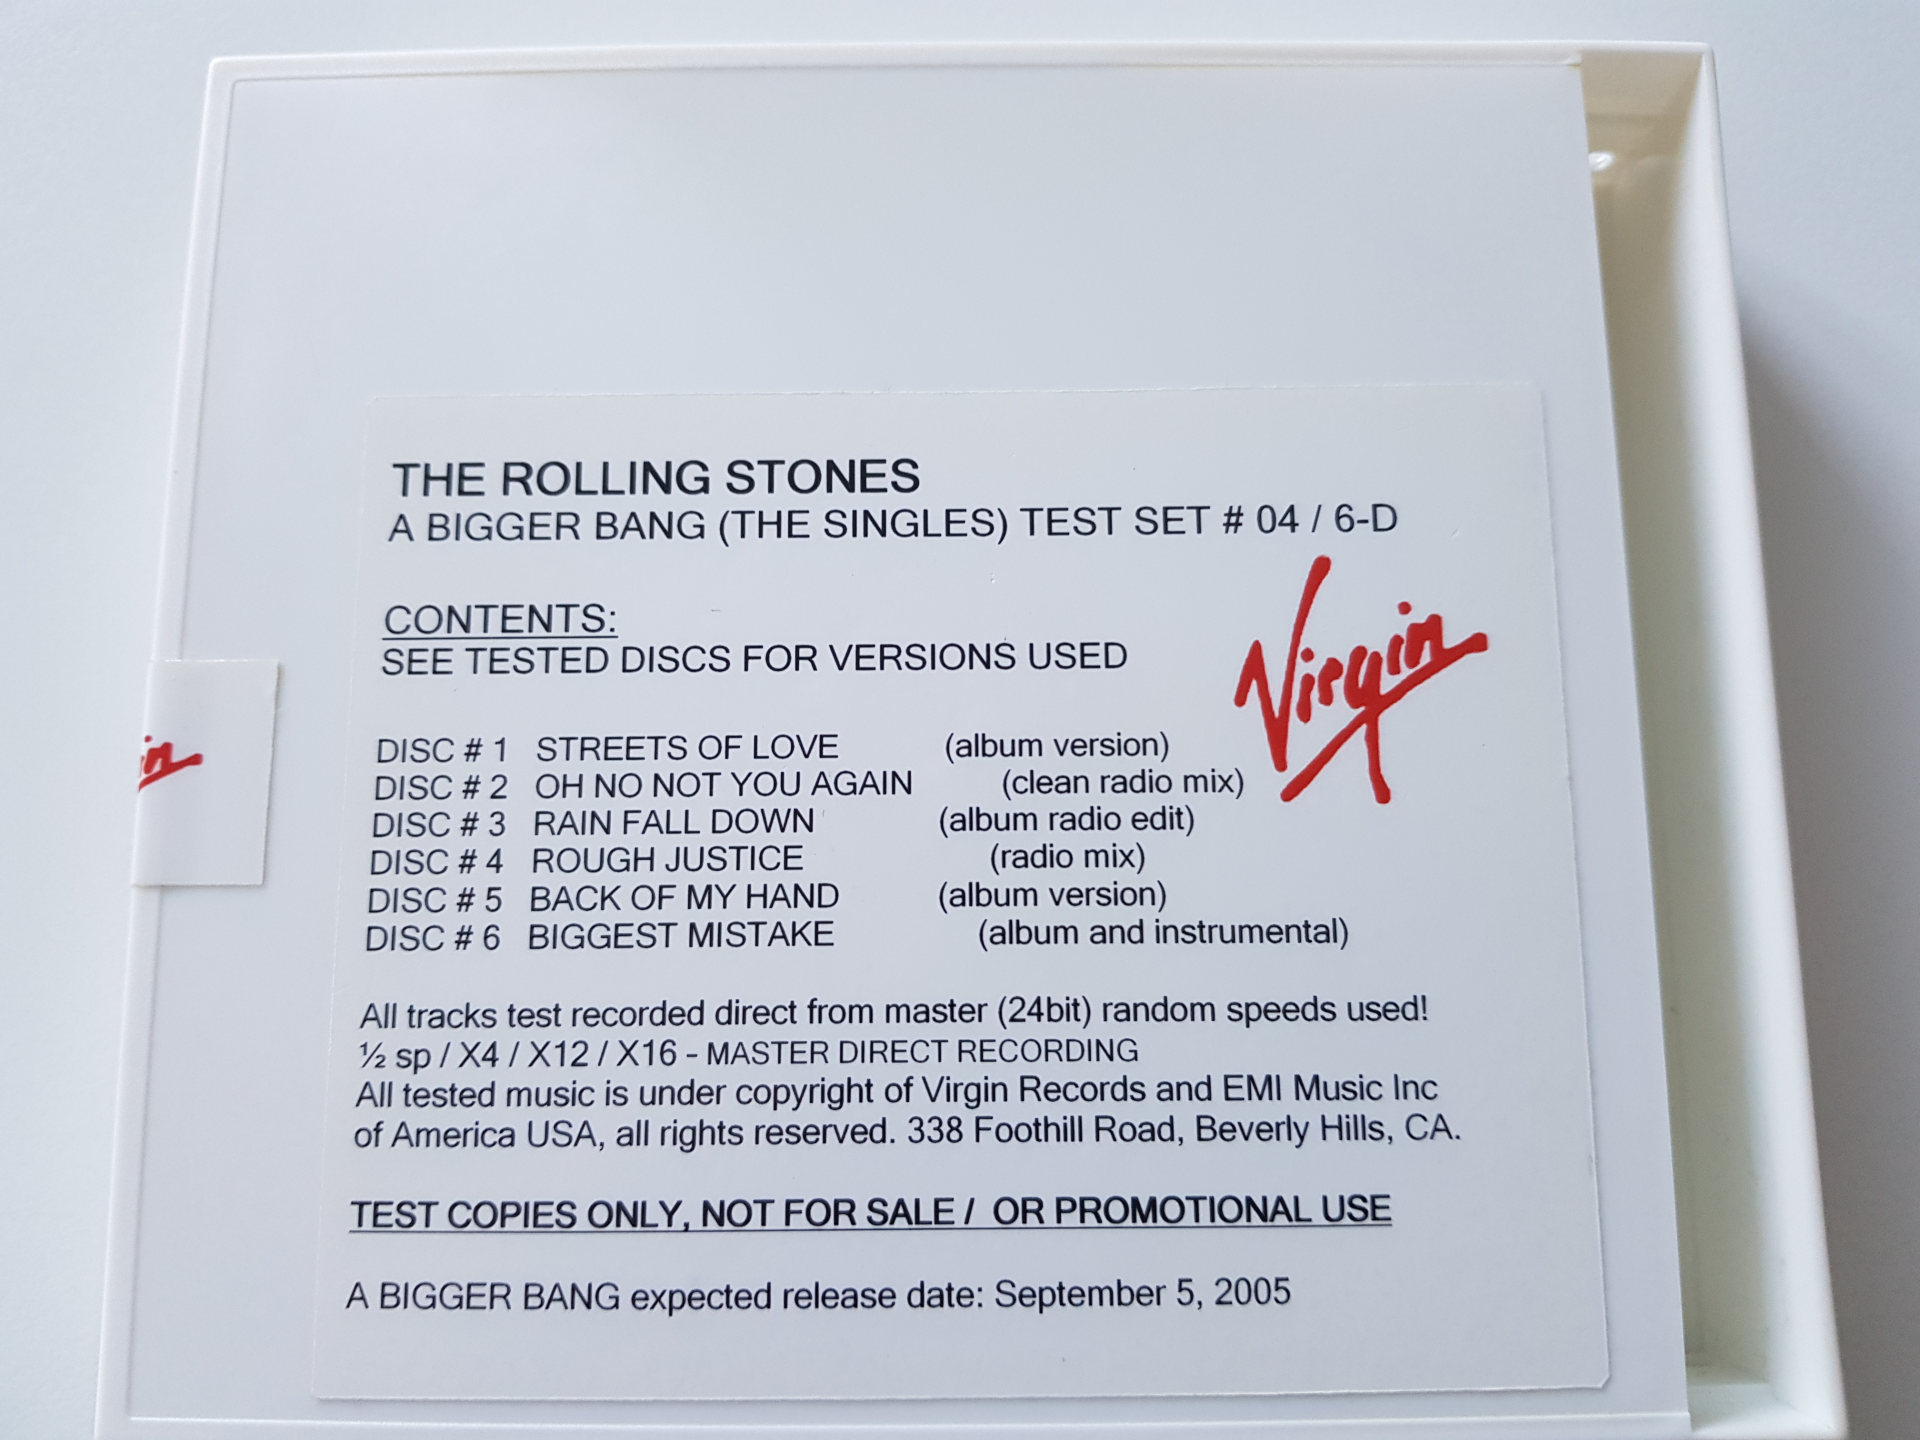 THE ROLLING STONES
A BIGGER BANG (THE SINGLES) TEST SET # 04 / 6-D
CONTENTS:
SEE TESTED DISCS FOR VERSIONS USED
Virgin
DISC # 1 STREETS OF LOVE (album version)
DISC # 2 OH NO NOT YOU AGAIN (clean radio mix)
DISC # 3 RAIN FALL DOWN (album radio edit)
DISC # 4 ROUGH JUSTICE (radio mix)
DISC # 5 BACK OF MY HAND (album version)
DISC # 6 BIGGEST MISTAKE (album and instrumental)
in
All tracks test recorded direct from master (24bit) random speeds used!
½ sp / X4 / X12 / X16 - MASTER DIRECT RECORDING
All tested music is under copyright of Virgin Records and EMI Music Inc
of America USA, all rights reserved. 338 Foothill Road, Beverly Hills, CA.
TEST COPIES ONLY, NOT FOR SALE / OR PROMOTIONAL USE
A BIGGER BANG expected release date: September 5, 2005